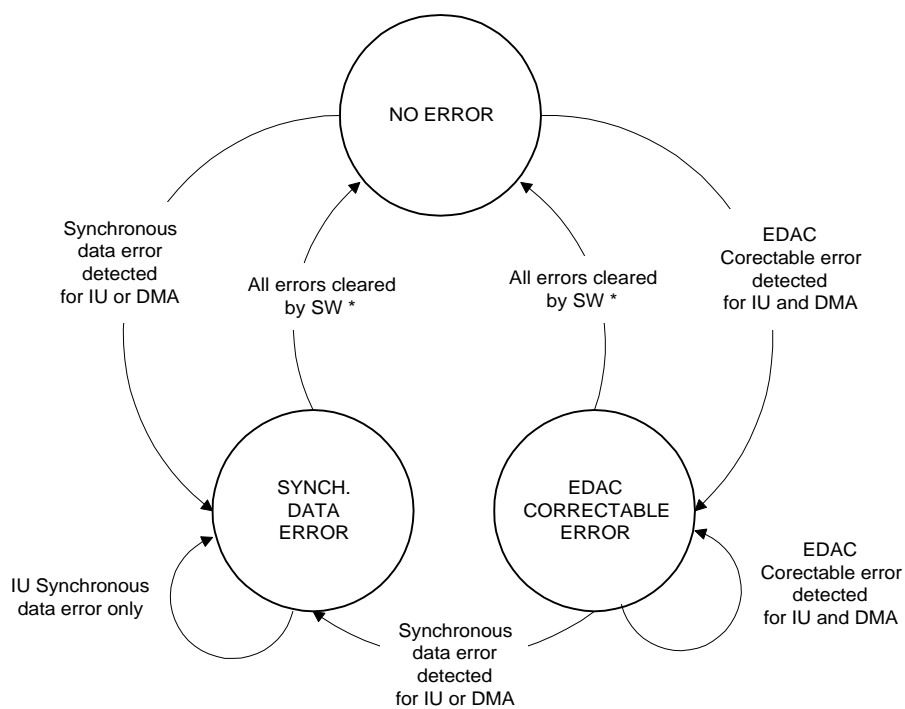 NO ERROR
Synchronous
data error
detected
for IU or DMA
All errors cleared
by SW *
All errors cleared
by SW *
EDAC
Corectable error
detected
for IU and DMA
SYNCH.
DATA
ERROR
EDAC
CORRECTABLE
ERROR
IU Synchronous
data error only
Synchronous
data error
detected
for IU or DMA
EDAC
Corectable error
detected
for IU and DMA